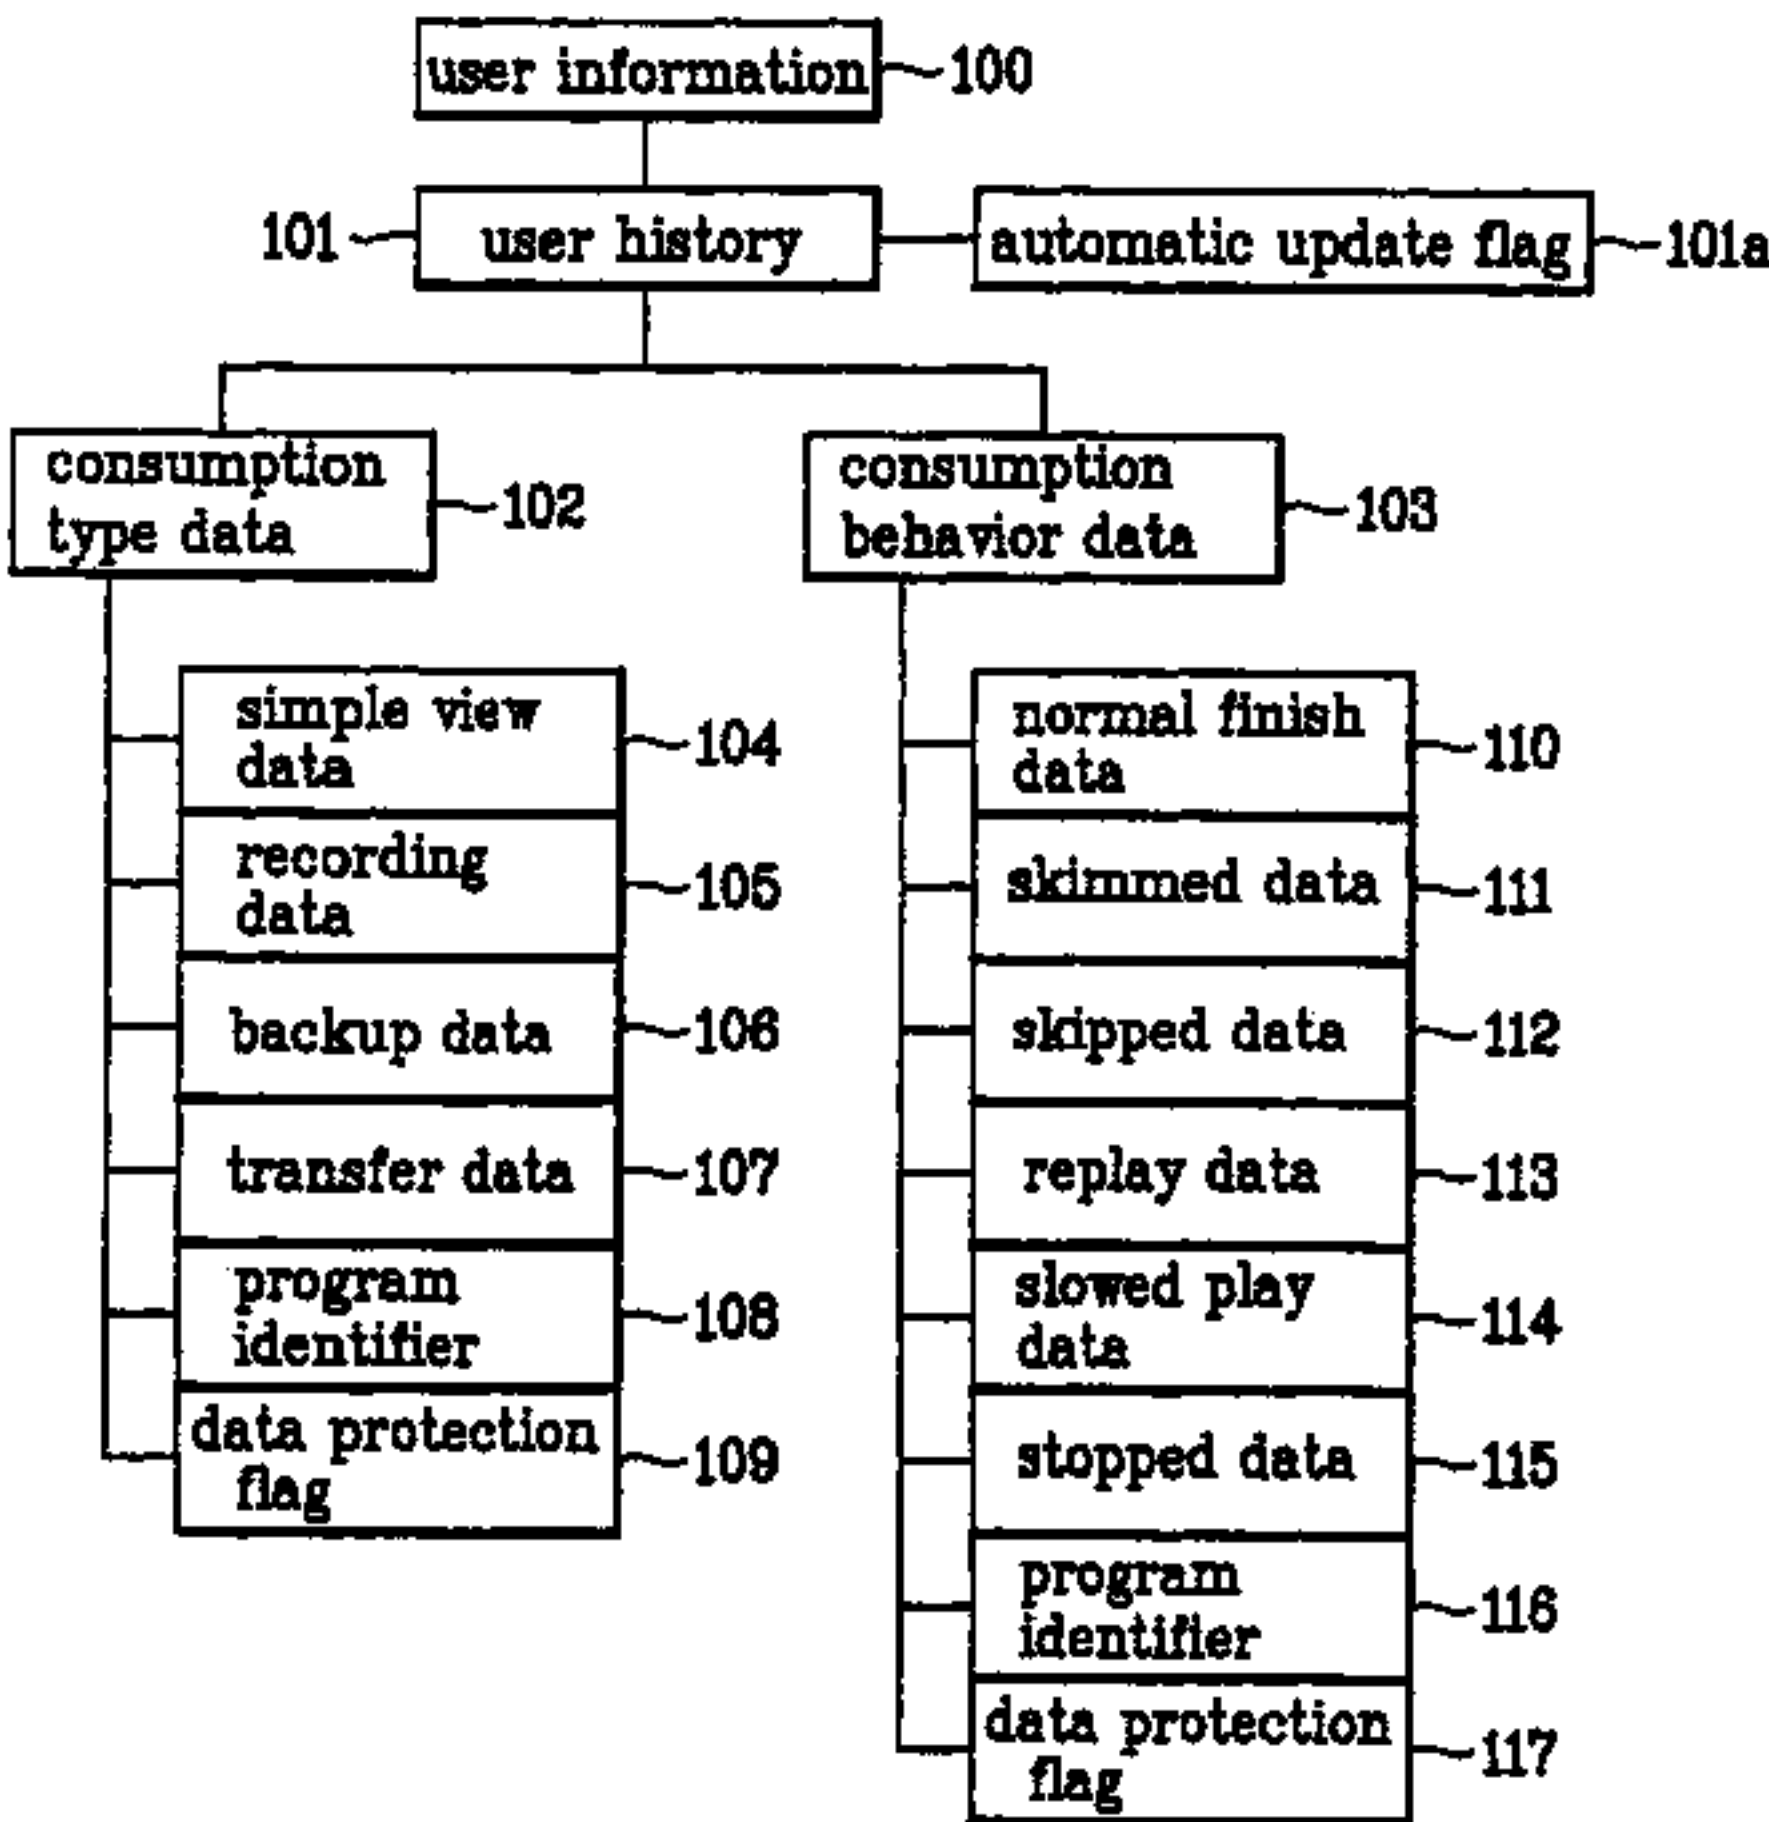 user information 100
101 user history automatic update flag 101a
consumption
type data
102
consumption
behavior data
103
simple view
data
104
recording
data
105
backup data 106
transfer data 107
program
identifier
108
data protection
flag
109
normal finish
data
110
skimmed data 111
skipped data 112
replay data 113
slowed play
data
114
stopped data 115
program
identifier
116
data protection
flag
117